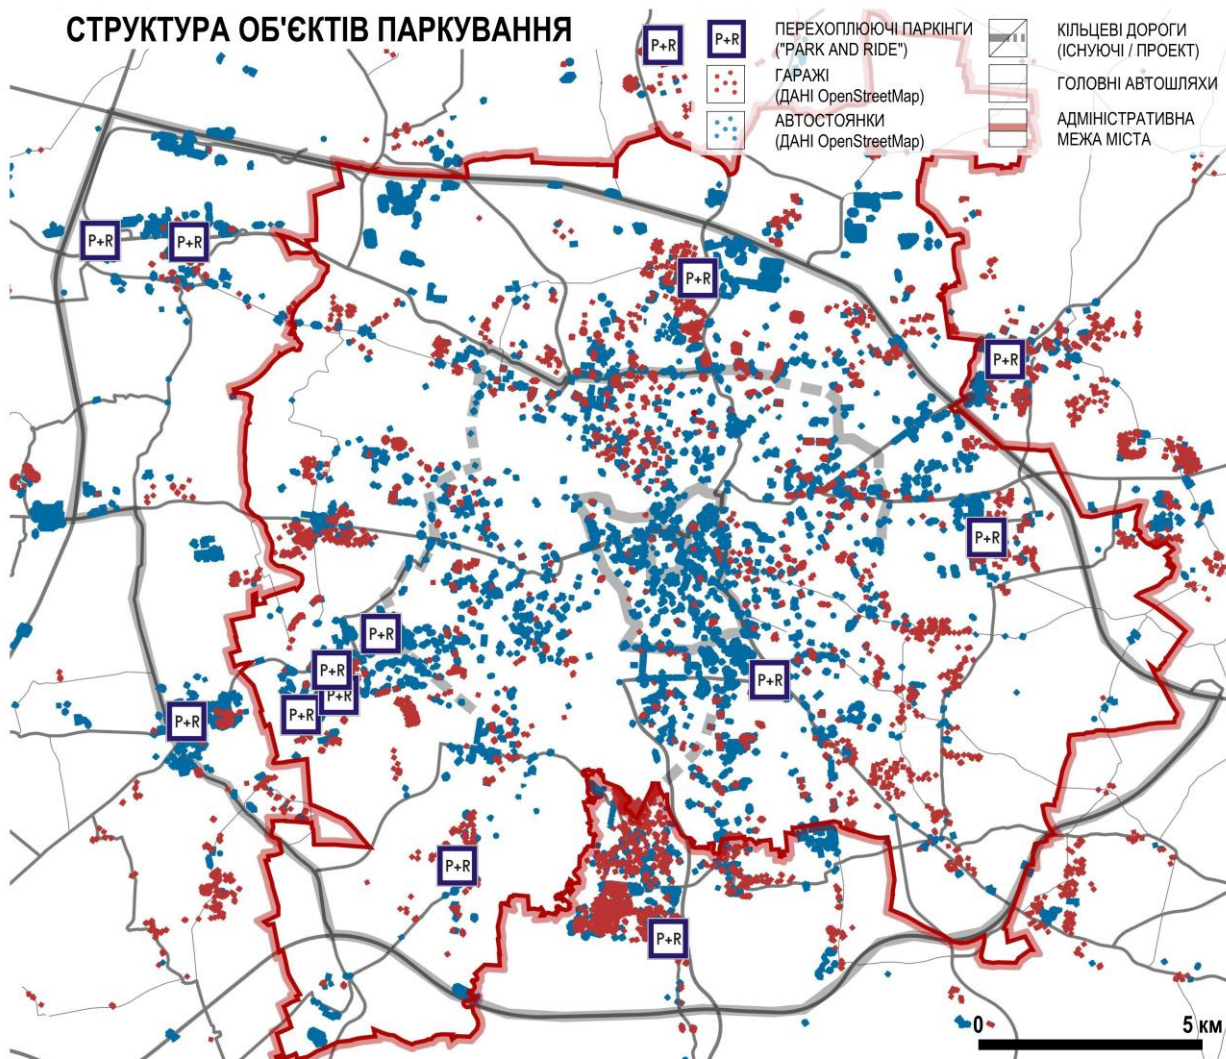 СТРУКТУРА ОБ'ЄКТІВ ПАРКУВАННЯ
P+R
P+R
ПЕРЕХОПЛЮЮЧІ ПАРКІНГИ
("PARK AND RIDE")
ГАРАЖІ
(ДАНІ OpenStreetMap)
АВТОСТОЯНКИ
(ДАНІ OpenStreetMap)
КІЛЬЦЕВІ ДОРОГИ
(ІСНУЮЧІ / ПРОЕКТ)
ГОЛОВНІ АВТОШЛЯХИ
АДМІНІСТРАТИВНА
МЕЖА МІСТА
P+R
P+R
P+R
P+R
P+R
P+R
P+R
P+R
P+R
P+R
P+R
P+R
P+R
0
5 км